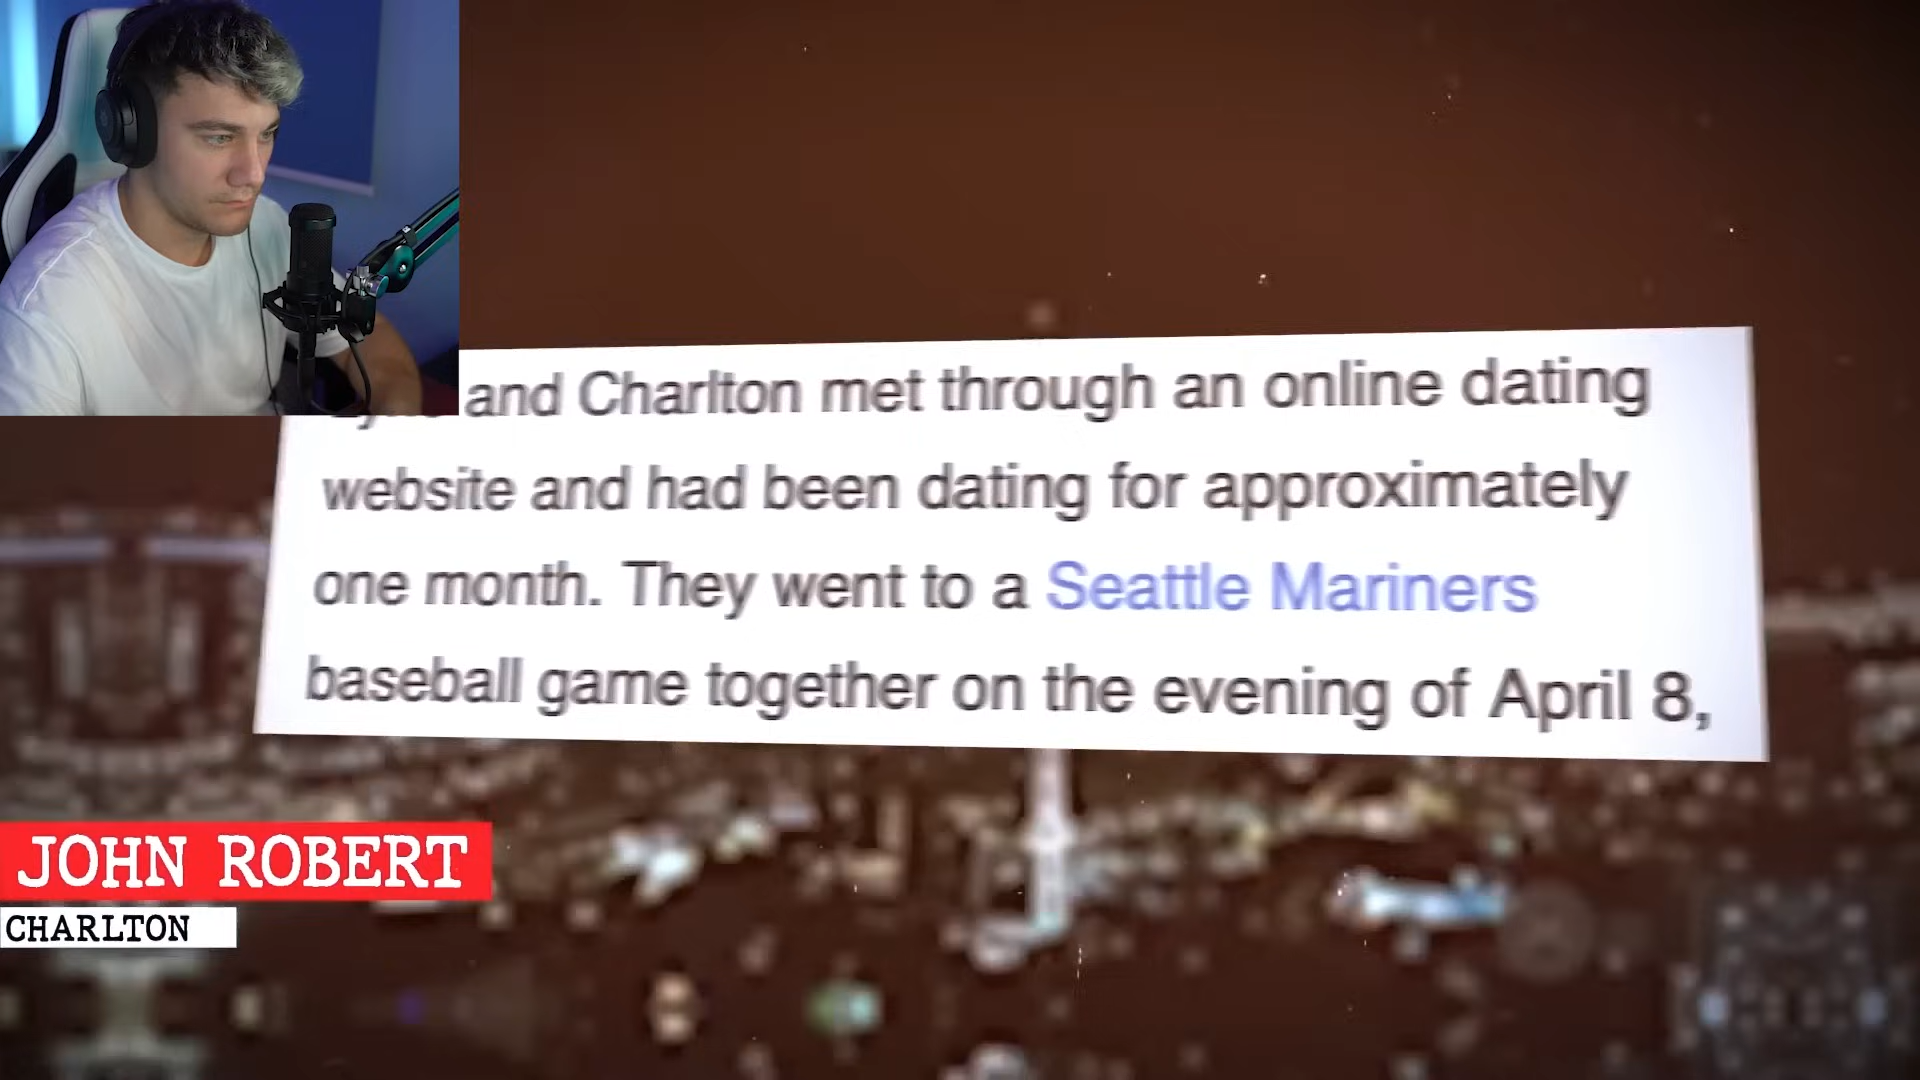 and Charlton met through an online dating
website and had been dating for approximately
one month. They went to a Seattle Mariners
baseball game together on the evening of April 8,
JOHN ROBERT
CHARLTON